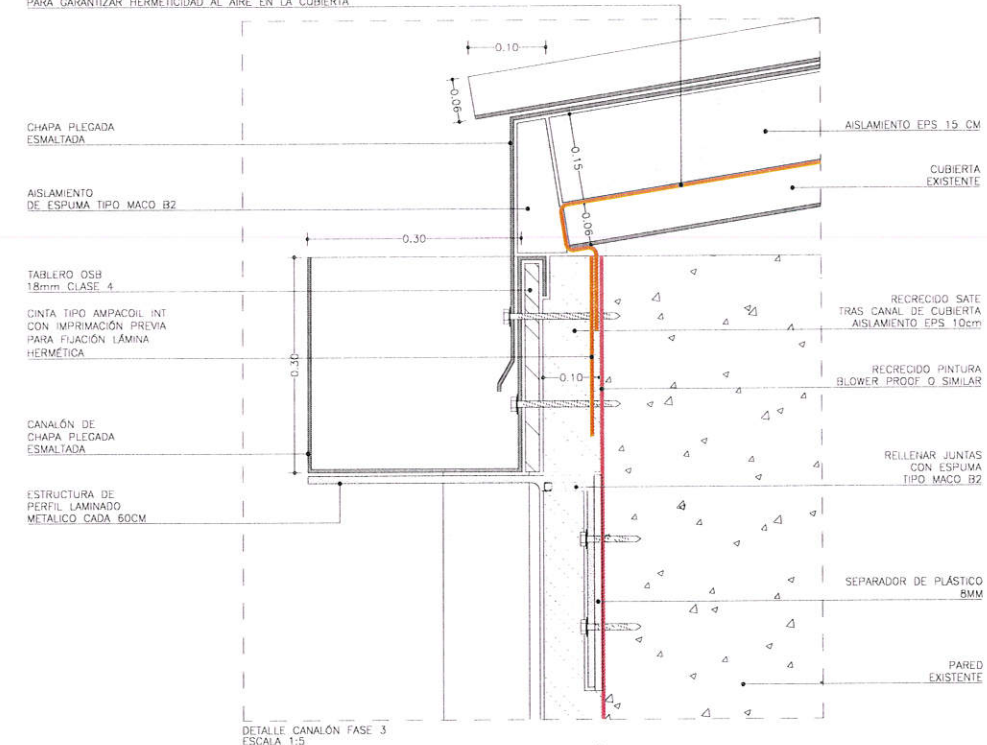 PARA GARANTIZAR HERMETICIDAD AL AIRE EN LA CUBIERTA
0.10
0.06
CHAPA PLEGADA
ESMALTADA
AISLAMIENTO EPS 15 CM
0.15
CUBIERTA
EXISTENTE
AISLAMIENTO
DE ESPUMA TIPO MACO B2
0.06
0.30
TABLERO OSB
18mm CLASE 4
RECRECIDO SATE
TRAS CANAL DE CUBIERTA
AISLAMIENTO EPS 10cm
CINTA TIPO AMPACOIL INT
CON IMPRIMACIÓN PREVIA
PARA FIJACIÓN LÁMINA
HERMÉTICA
0.30
0.10
RECRECIDO PINTURA
BLOWER PROOF O SIMILAR
CANALÓN DE
CHAPA PLEGADA
ESMALTADA
RELLENAR JUNTAS
CON ESPUMA
TIPO MACO B2
ESTRUCTURA DE
PERFIL LAMINADO
METALICO CADA 60CM
SEPARADOR DE PLÁSTICO
8MM
PARED
EXISTENTE
DETALLE CANALÓN FASE 3
ESCALA 1:5